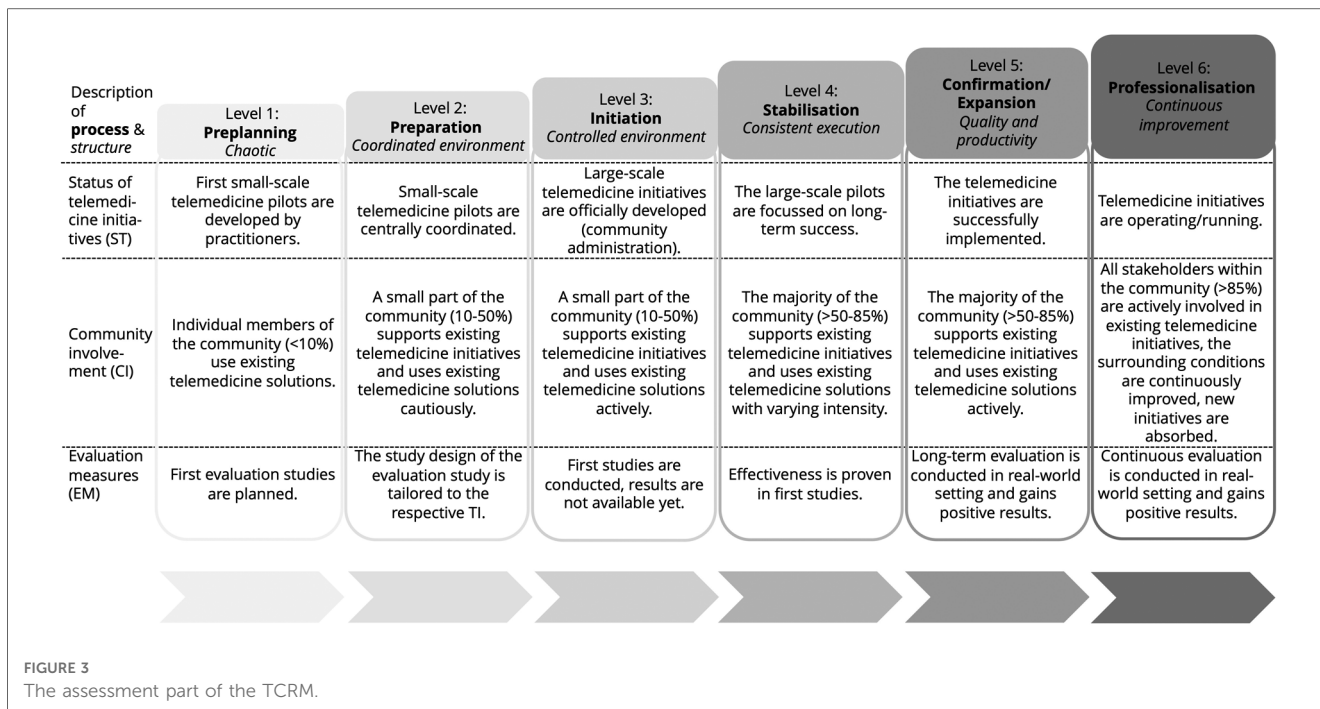 Description
of
process &
structure
Level 1:
Preplanning
Chaotic
Level 2:
Preparation
Coordinated environment
Level 3:
Initiation
Controlled environment
Level 4:
Stabilisation
Consistent execution
Level 5:
Confirmation/
Expansion
Quality and
productivity
Level 6:
Professionalisation
Continuous
improvement
Status of
telemedi-
cine initia-
tives (ST)
First small-scale
telemedicine pilots are
developed by
practitioners.
Small-scale
telemedicine pilots are
centrally coordinated.
Large-scale
telemedicine initiatives
are officially developed
(community
administration).
The large-scale pilots
are focussed on long-
term success.
The telemedicine
initiatives are
successfully
implemented.
Telemedicine initiatives
are operating/running.
Community
involve-
ment (CI)
Individual members of
the community (<10%)
use existing
telemedicine solutions.
A small part of the
community (10-50%)
supports existing
telemedicine initiatives
and uses existing
telemedicine solutions
cautiously.
A small part of the
community (10-50%)
supports existing
telemedicine initiatives
and uses existing
telemedicine solutions
actively.
The majority of the
community (>50-85%)
supports existing
telemedicine initiatives
and uses existing
telemedicine solutions
with varying intensity.
The majority of the
community (>50-85%)
supports existing
telemedicine initiatives
and uses existing
telemedicine solutions
actively.
All stakeholders within
the community (>85%)
are actively involved in
existing telemedicine
initiatives, the
surrounding conditions
are continuously
improved, new
initiatives are
absorbed.
Evaluation
measures
(EM)
First evaluation studies
are planned.
The study design of the
evaluation study is
tailored to the
respective TI.
First studies are
conducted, results are
not available yet.
Effectiveness is proven
in first studies.
Long-term evaluation is
conducted in real-world
setting and gains
positive results.
Continuous evaluation
is conducted in real-
world setting and gains
positive results.
FIGURE 3
The assessment part of the TCRM.